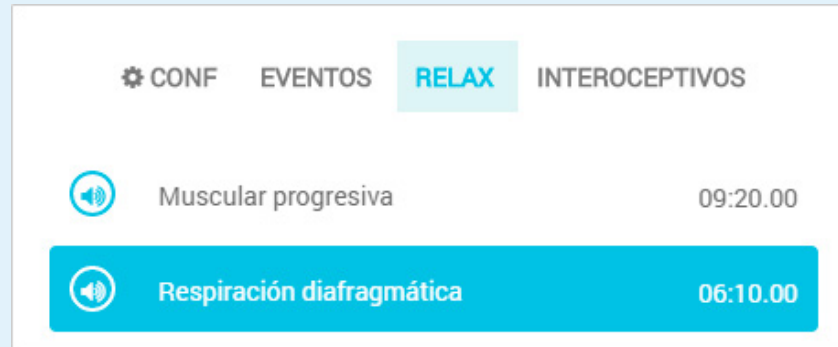 CONF EVENTOS RELAX INTEROCEPTIVOS
Muscular progresiva 09:20.00
Respiración diafragmática 06:10.00